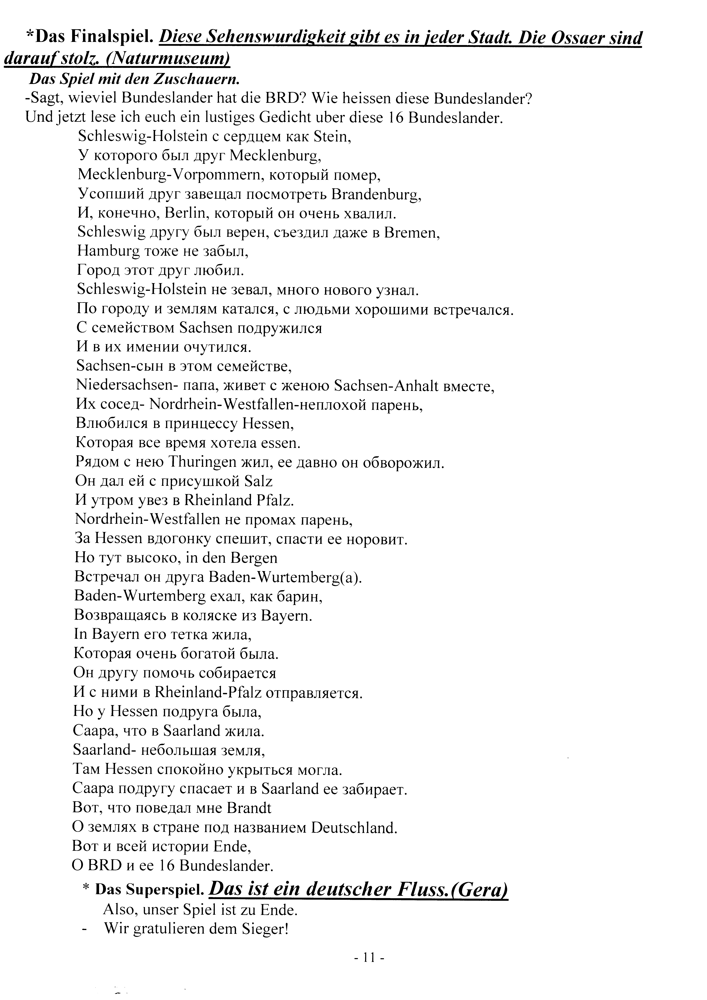 *Das Finalspiel. Diese Sehenswurdigkeit gibt es in jeder Stadt. Die Ossaer sind
darauf stolz. (Naturmuseum)
Das Spiel mit den Zuschauern.
-Sagt, wieviel Bundeslander hat die BRD? Wie heissen diese Bundeslander?
Und jetzt lese ich euch ein lustiges Gedicht uber diese 16 Bundeslander.
Schleswig-Holstein с сердцем как Stein,
У которого был друг Mecklenburg,
Mecklenburg-Vorpommern, который помер,
Усопший друг завещал посмотреть Brandenburg,
И, конечно, Berlin, который он очень хвалил.
Schleswig другу был верен, съездил даже в Bremen,
Hamburg тоже не забыл,
Город этот друг любил.
Schleswig-Holstein не зевал, много нового узнал.
По городу и землям катался, с людьми хорошими встречался.
С семейством Sachsen подружился
И в их имении очутился.
Sachsen-сын в этом семействе,
Niedersachsen- папа, живет с женою Sachsen-Anhalt вместе,
Их сосед- Nordrhein-Westfallen-неплохой парень,
Влюбился в принцессу Hessen,
Которая все время хотела essen.
Рядом с нею Thuringen жил, ее давно он обворожил.
Он дал ей с присушкой Salz
И утром увез в Rheinland Pfalz.
Nordrhein-Westfallen не промах парень,
За Hessen вдогонку спешит, спасти ее норовит.
Но тут высоко, in den Bergen
Встречал он друга Baden-Wurtemberg(а).
Baden-Wurtemberg ехал, как барин,
Возвращаясь в коляске из Bayern.
In Bayern его тетка жила,
Которая очень богатой была.
Он другу помочь собирается
И с ними в Rheinland-Pfalz отправляется.
Но у Hessen подруга была,
Саара, что в Saarland жила.
Saarland- небольшая земля,
Там Hessen спокойно укрыться могла.
Саара подругу спасает и в Saarland ее забирает.
Вот, что поведал мне Brandt
О землях в стране под названием Deutschland.
Вот и всей истории Ende,
О BRD и ее 16 Bundeslander.
* Das Superspiel. Das ist ein deutscher Fluss.(Gera)
Also, unser Spiel ist zu Ende.
- Wir gratulieren dem Sieger!
- 11 -